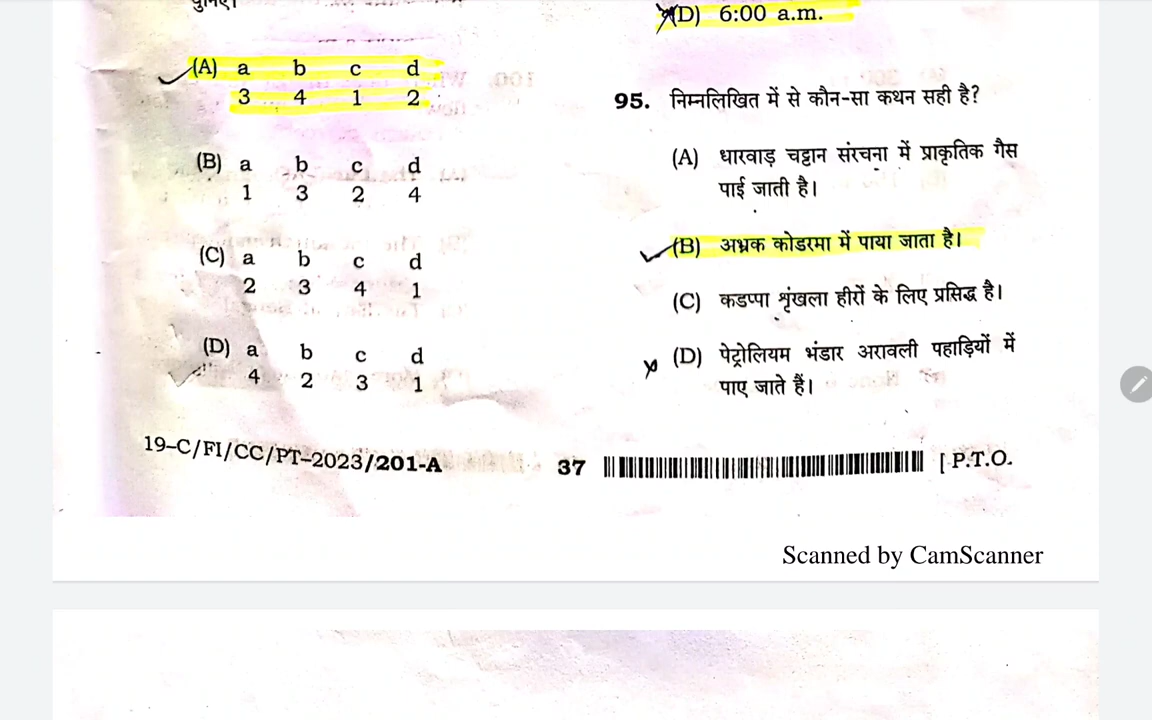 (A) a b c d
3 4 1 2
(B) a b c d
1 3 2 4
(C) a b c d
2 3 4 1
(D) a b c d
4 2 3 1
19-C/FI/CC/PT-2023/201-A
(D) 6:00 a.m.
95. निम्नलिखित में से कौन-सा कथन सही है?
(A) धारवाड़ चट्टान संरचना में प्राकृतिक गैस
पाई जाती है।
(B) अभ्रक कोडरमा में पाया जाता है।
(C) कडप्पा शृंखला हीरों के लिए प्रसिद्ध है।
(D) पेट्रोलियम भंडार अरावली पहाड़ियों में
पाए जाते हैं।
37
[ P.T.O.
Scanned by CamScanner